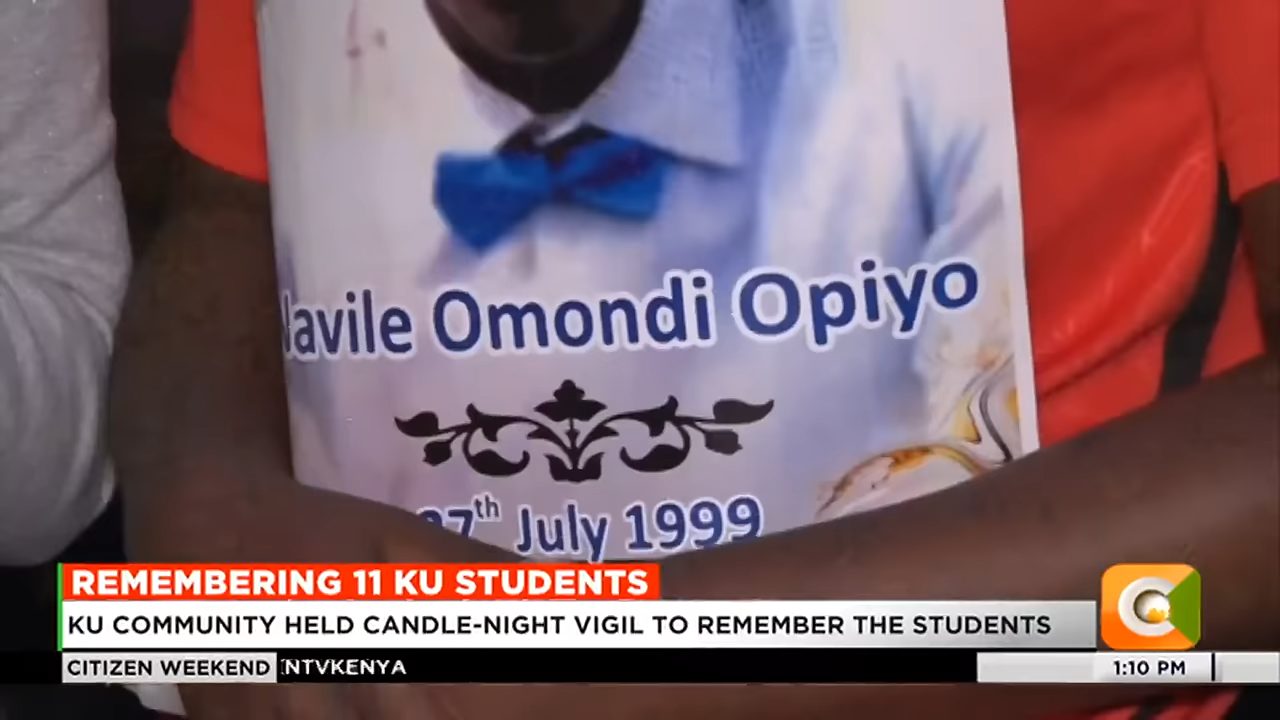 Omondi Opiyo
July 1999
REMEMBERING 11 KU STUDENTS
KU COMMUNITY HELD CANDLE-NIGHT VIGIL TO REMEMBER THE STUDENTS
CITIZEN WEEKEND
NTVKENYA
1:10 PM